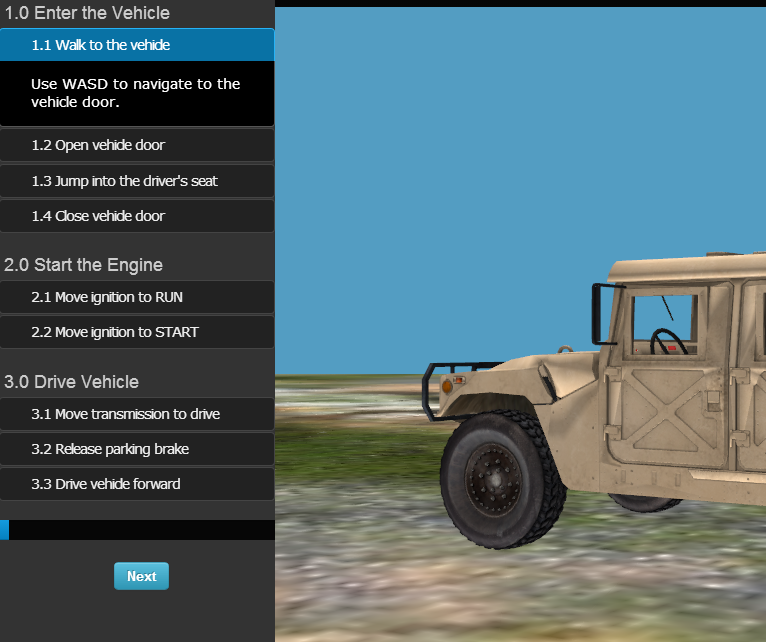 1.0 Enter the Vehicle
1.1 Walk to the vehicle
Use WASD to navigate to the
vehicle door.
1.2 Open vehicle door
1.3 Jump into the driver's seat
1.4 Close vehicle door
2.0 Start the Engine
2.1 Move ignition to RUN
2.2 Move ignition to START
3.0 Drive Vehicle
3.1 Move transmission to drive
3.2 Release parking brake
3.3 Drive vehicle forward
Next